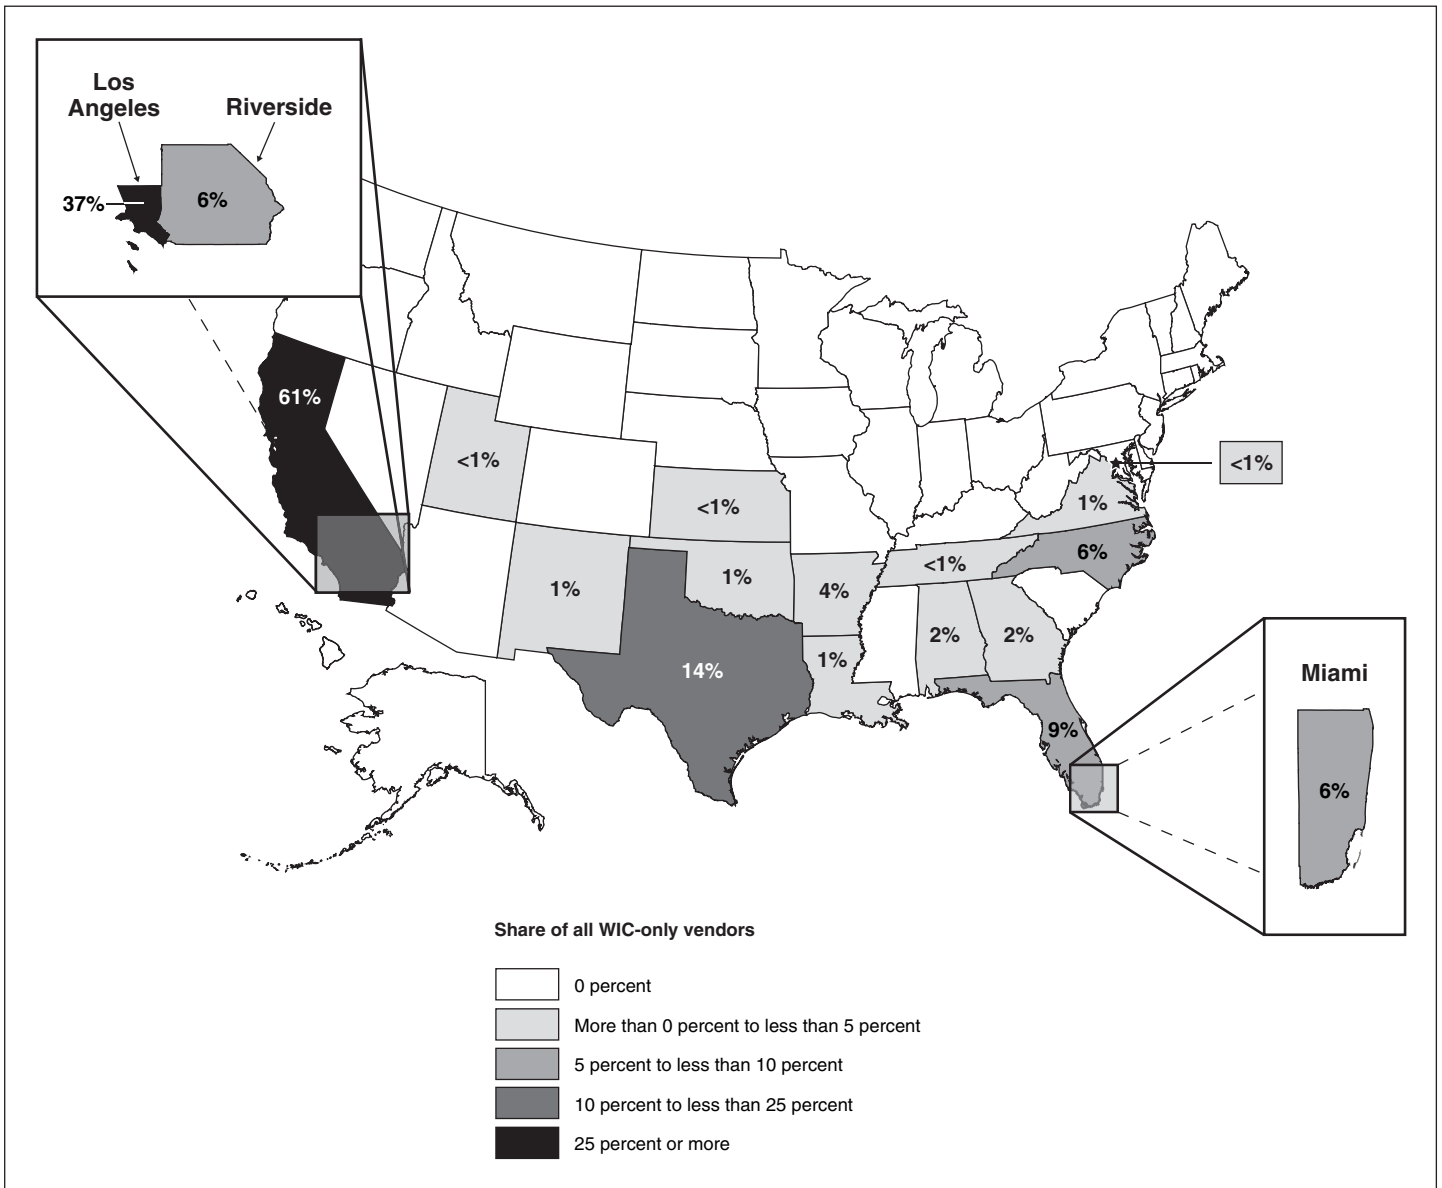 Los
Angeles
Riverside
37%
6%
61%
<1%
<1%
<1%
1%
6%
<1%
1%
1%
4%
2%
2%
1%
14%
9%
Miami
6%
Share of all WIC-only vendors
0 percent
More than 0 percent to less than 5 percent
5 percent to less than 10 percent
10 percent to less than 25 percent
25 percent or more